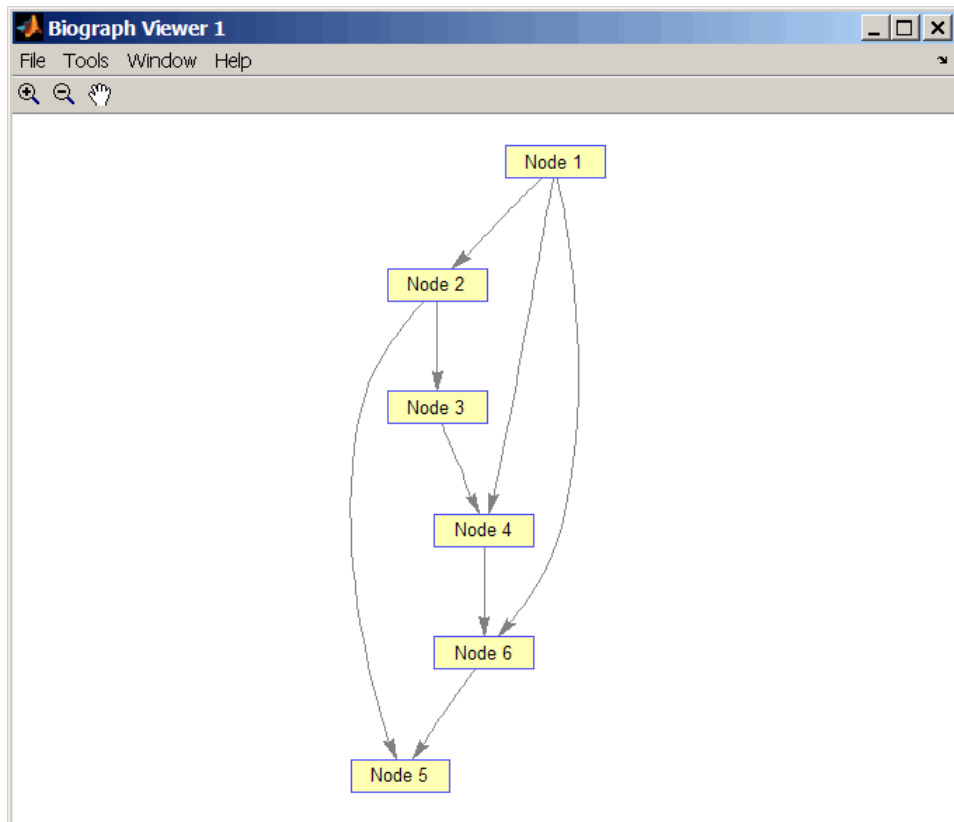 Biograph Viewer 1
File Tools Window Help
Node 1
Node 2
Node 3
Node 4
Node 6
Node 5